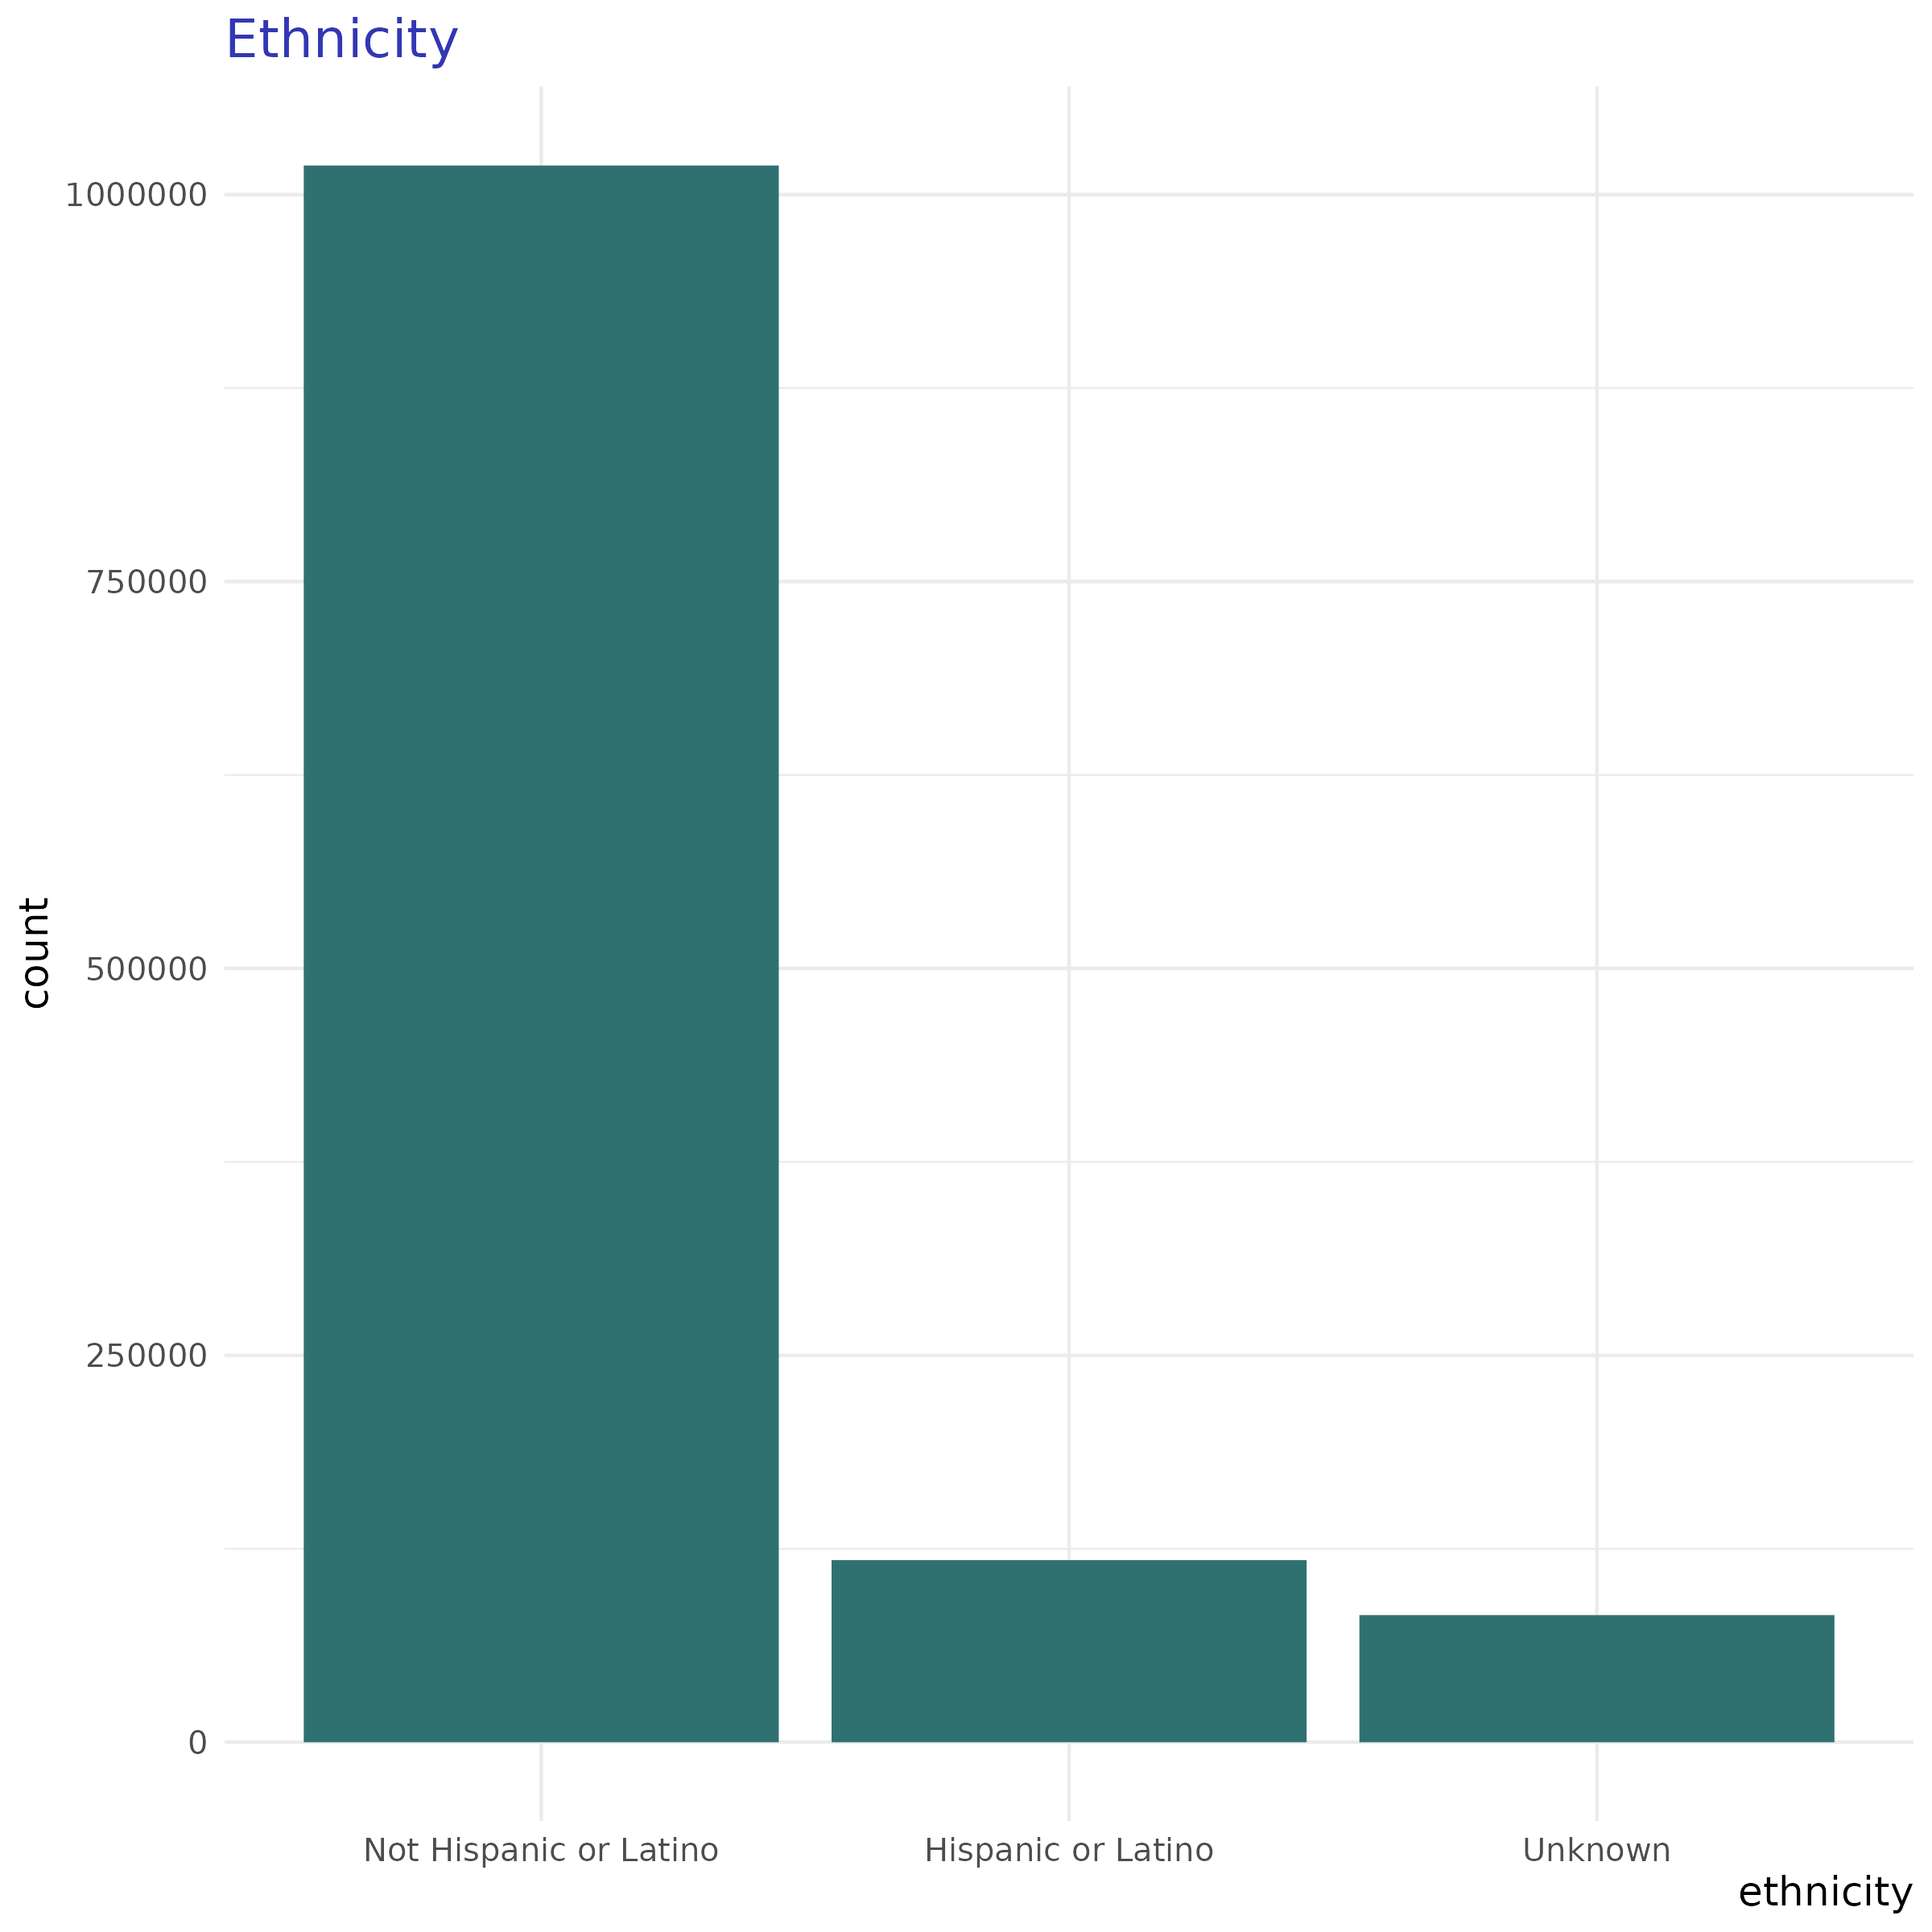 Ethnicity
1000000
750000
500000
250000
0
count
Not Hispanic or Latino
Hispanic or Latino
Unknown
ethnicity